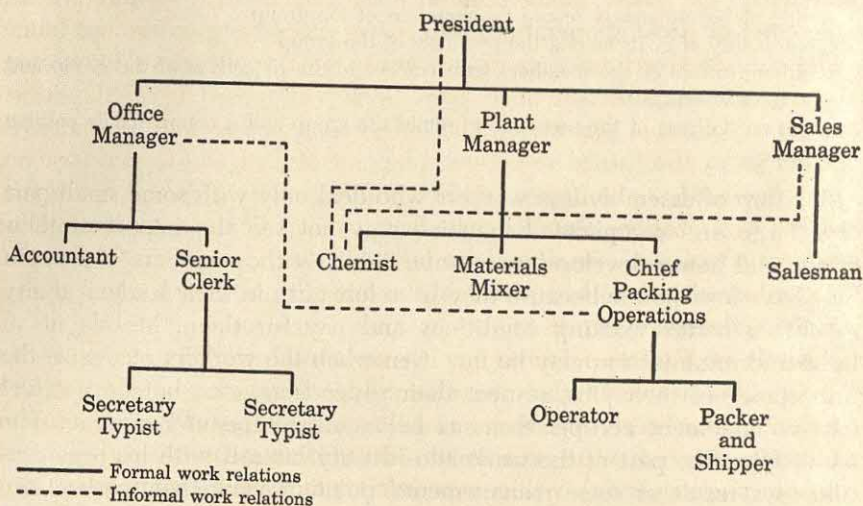 President
Office
Manager
Plant
Manager
Sales
Manager
Accountant
Senior
Clerk
Chemist
Materials
Mixer
Chief
Packing
Operations
Salesman
Secretary
Typist
Secretary
Typist
Operator
Packer
and
Shipper
Formal work relations
Informal work relations